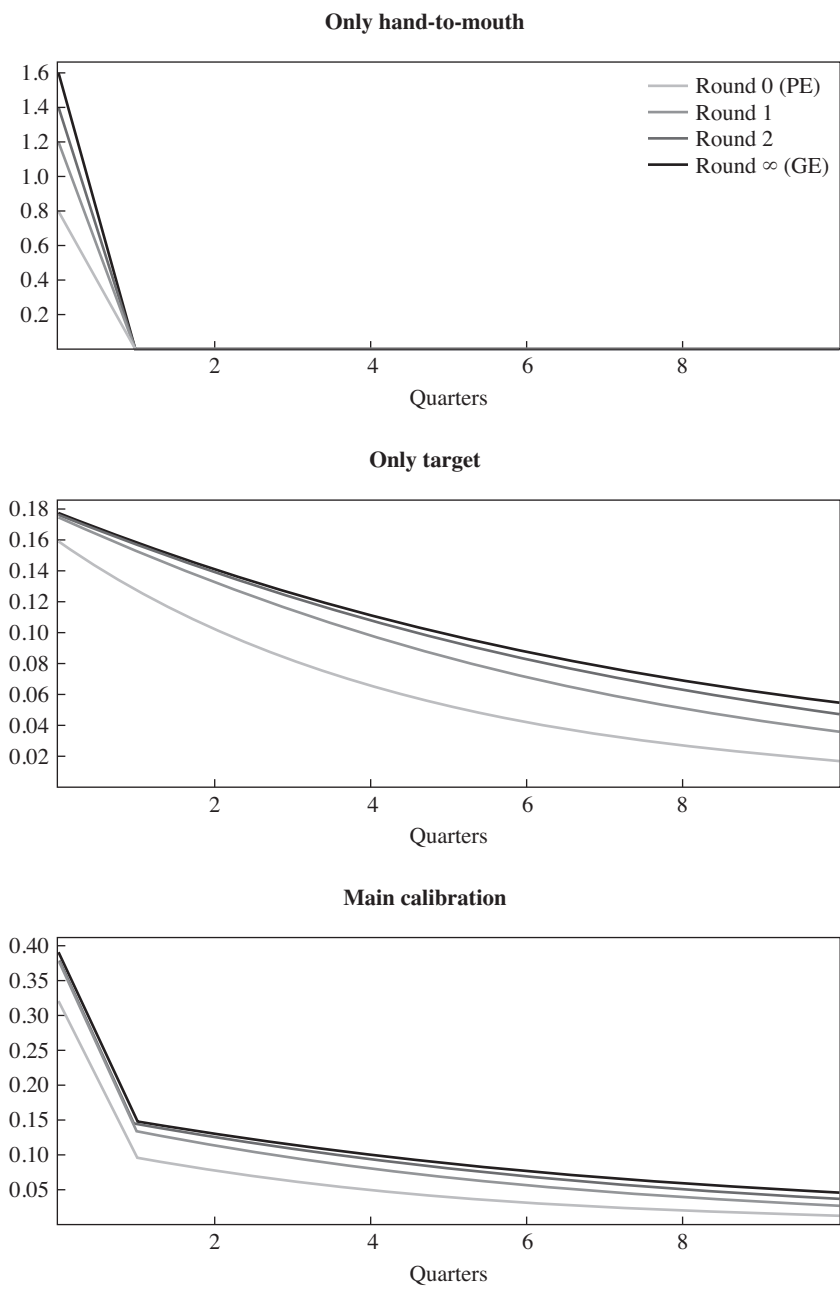 Only hand-to-mouth
1.6
1.4
1.2
1.0
0.8
0.6
0.4
0.2
Round 0 (PE)
Round 1
Round 2
Round ∞ (GE)
2 4 6 8
Quarters
Only target
0.18
0.16
0.14
0.12
0.10
0.08
0.06
0.04
0.02
2 4 6 8
Quarters
Main calibration
0.40
0.35
0.30
0.25
0.20
0.15
0.10
0.05
2 4 6 8
Quarters